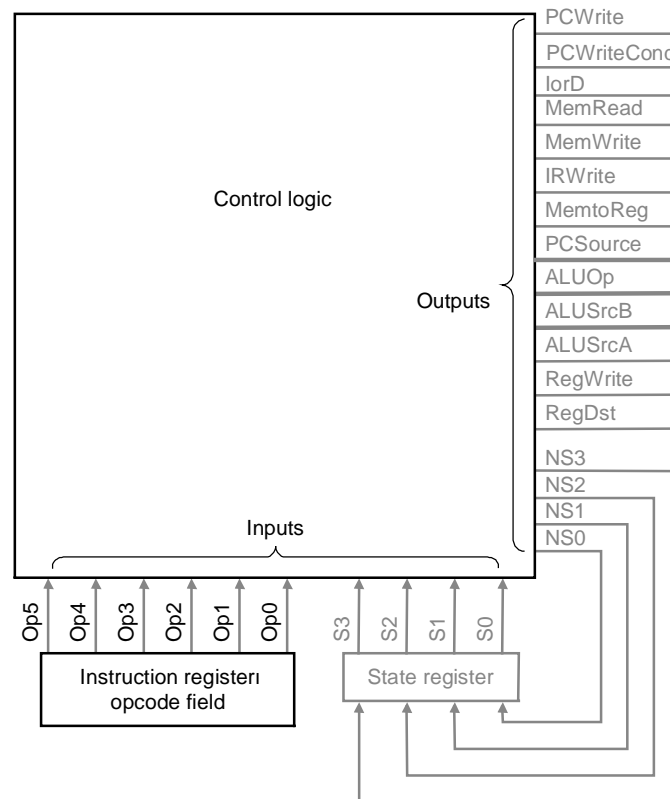 PCWrite
PCWriteCond
IorD
MemRead
MemWrite
Control logic
IRWrite
MemtoReg
PCSource
ALUOp
Outputs
ALUSrcB
ALUSrcA
RegWrite
RegDst
NS3
NS2
NS1
Inputs
NS0
Op5
Op4
Op3
Op2
Op1
Op0
S3
S2
S1
S0
Instruction registerı
opcode field
State register